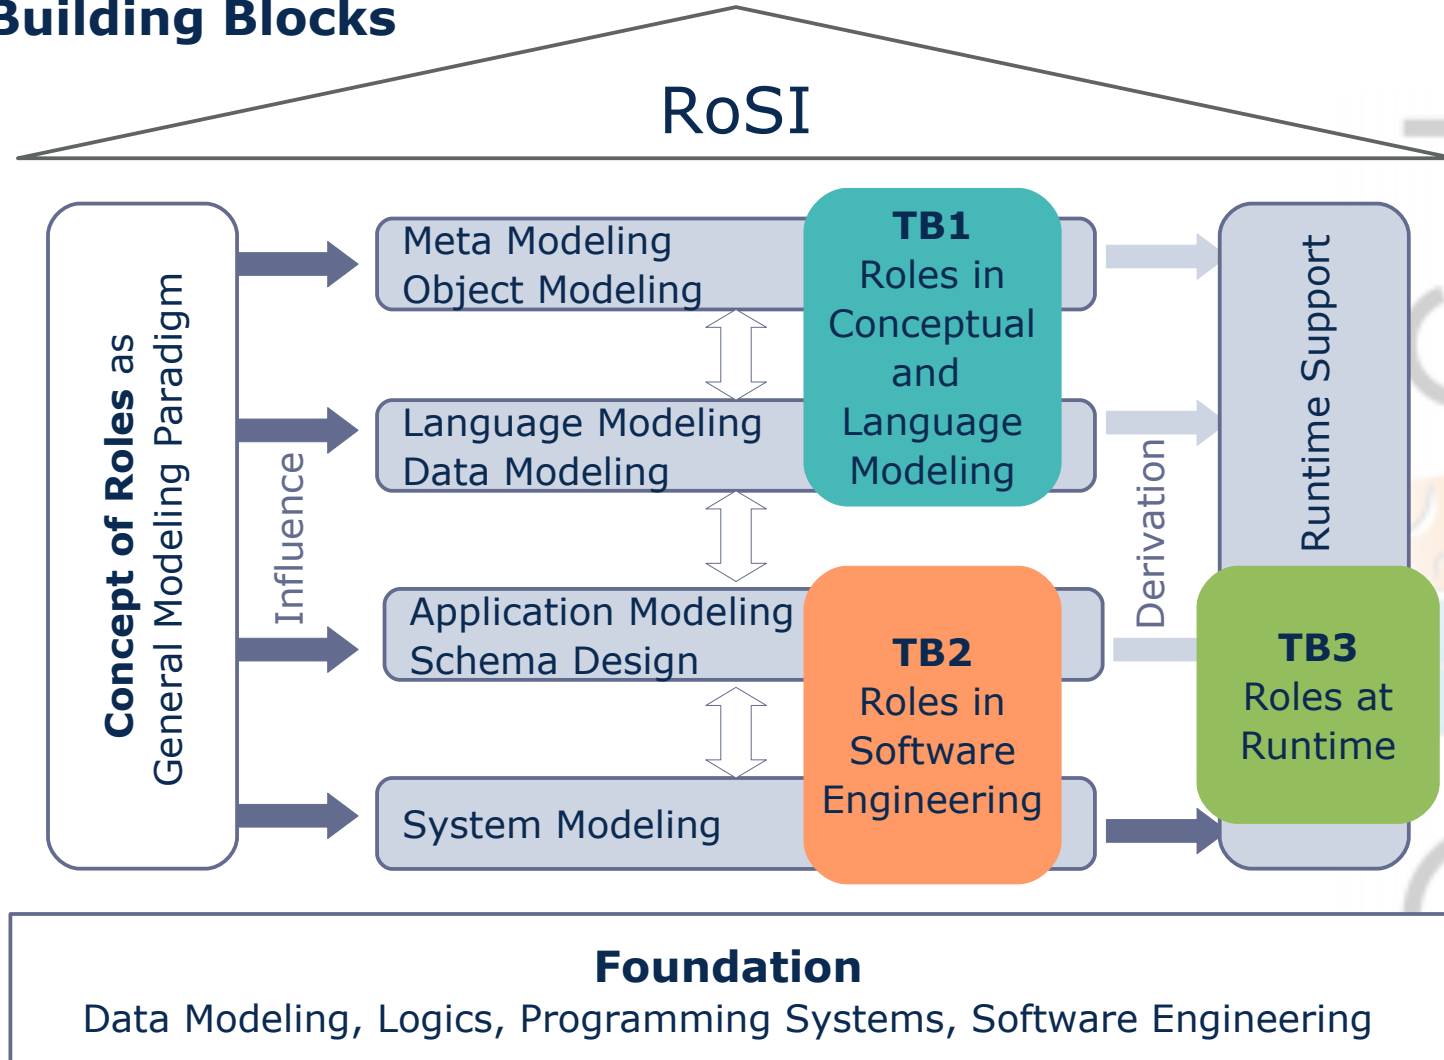 Building Blocks
RoSI
Concept of Roles as
General Modeling Paradigm
Influence
Meta Modeling
Object Modeling
Language Modeling
Data Modeling
Application Modeling
Schema Design
System Modeling
TB1
Roles in
Conceptual
and
Language
Modeling
TB2
Roles in
Software
Engineering
Derivation
Runtime Support
TB3
Roles at
Runtime
Foundation
Data Modeling, Logics, Programming Systems, Software Engineering